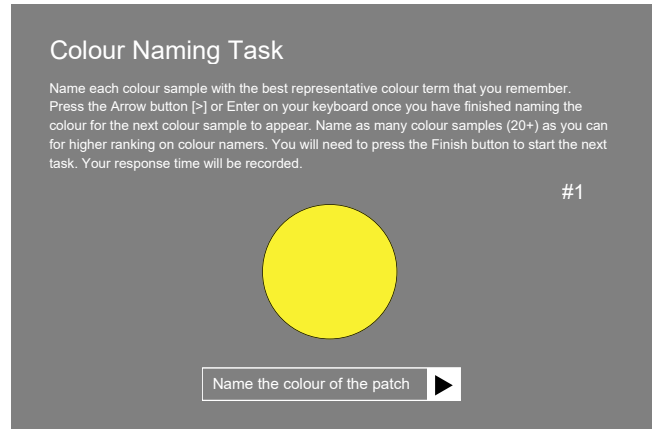 Colour Naming Task
Name each colour sample with the best representative colour term that you remember.
Press the Arrow button [>] or Enter on your keyboard once you have finished naming the
colour for the next colour sample to appear. Name as many colour samples (20+) as you can
for higher ranking on colour namers. You will need to press the Finish button to start the next
task. Your response time will be recorded.
#1
Name the colour of the patch